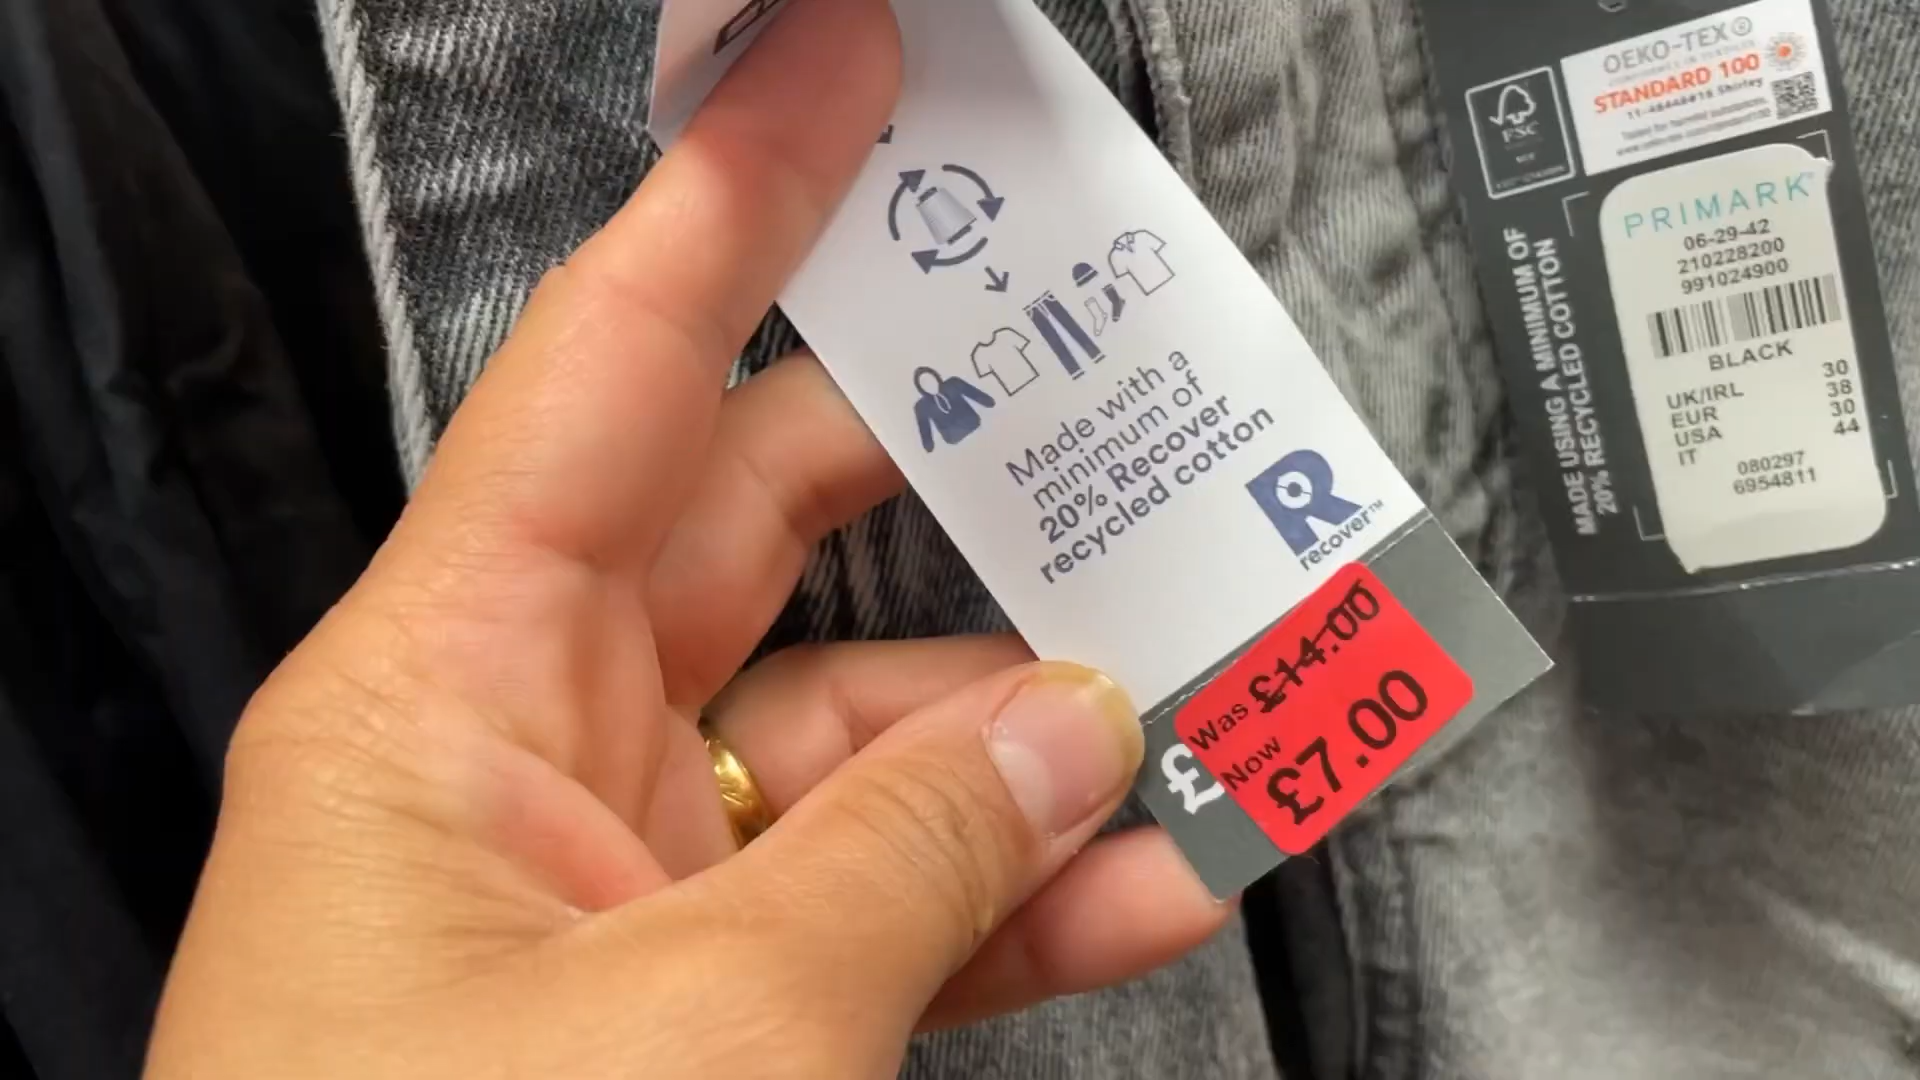 Made with a
minimum of
20% Recover
recycled cotton
R
recover™
Was £14.00
Now
£7.00
£
OEKO-TEX®
STANDARD 100
Shirley
FSC
MADE USING A MINIMUM OF
20% RECYCLED COTTON
PRIMARK®
06-29-42
210228200
991024900
BLACK
UK/IRL 30
EUR 38
USA 30
IT 44
080297
6954811